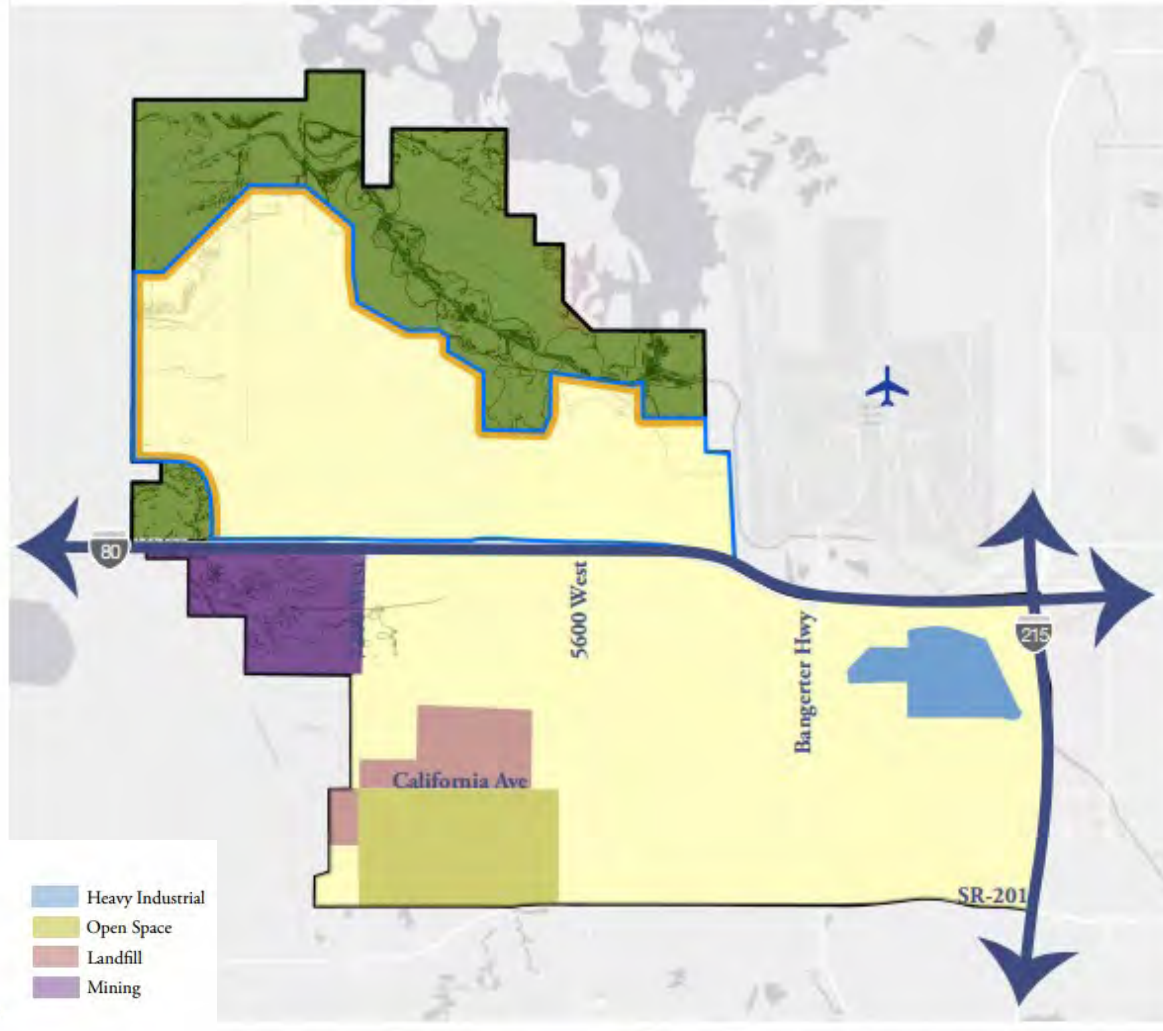 80
5600 West
Bangerter Hwy
215
California Ave
SR-201
Heavy Industrial
Open Space
Landfill
Mining